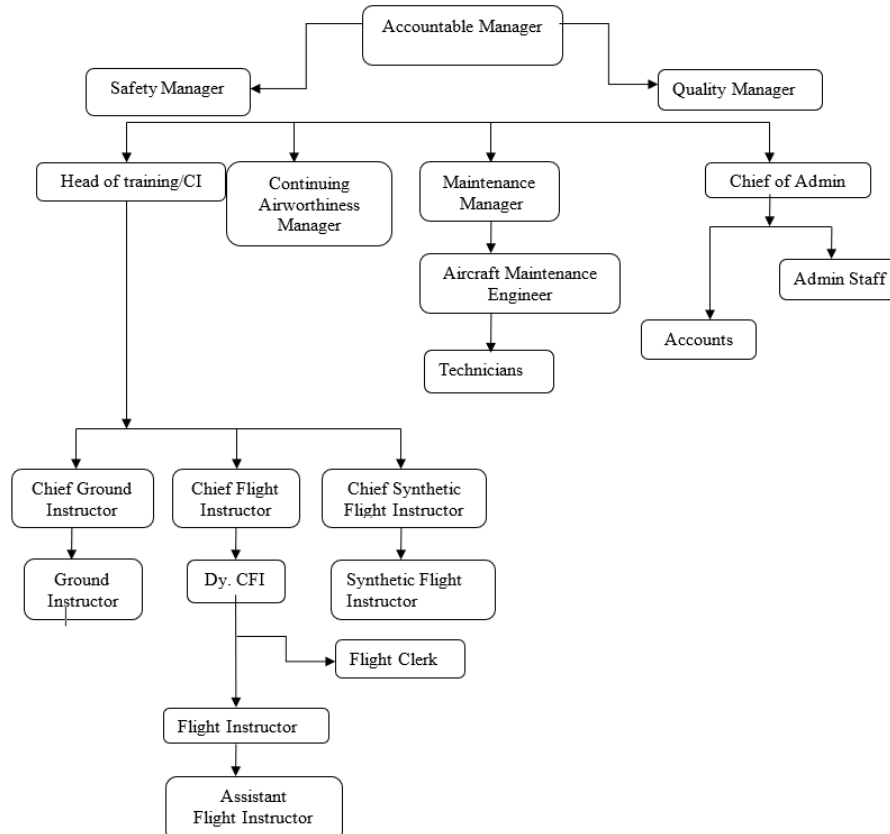 Accountable Manager
Safety Manager
Quality Manager
Head of training/CI
Continuing
Airworthiness
Manager
Maintenance
Manager
Chief of Admin
Aircraft Maintenance
Engineer
Admin Staff
Accounts
Technicians
Chief Ground
Instructor
Chief Flight
Instructor
Chief Synthetic
Flight Instructor
Ground
Instructor
Dy. CFI
Synthetic Flight
Instructor
Flight Clerk
Flight Instructor
Assistant
Flight Instructor